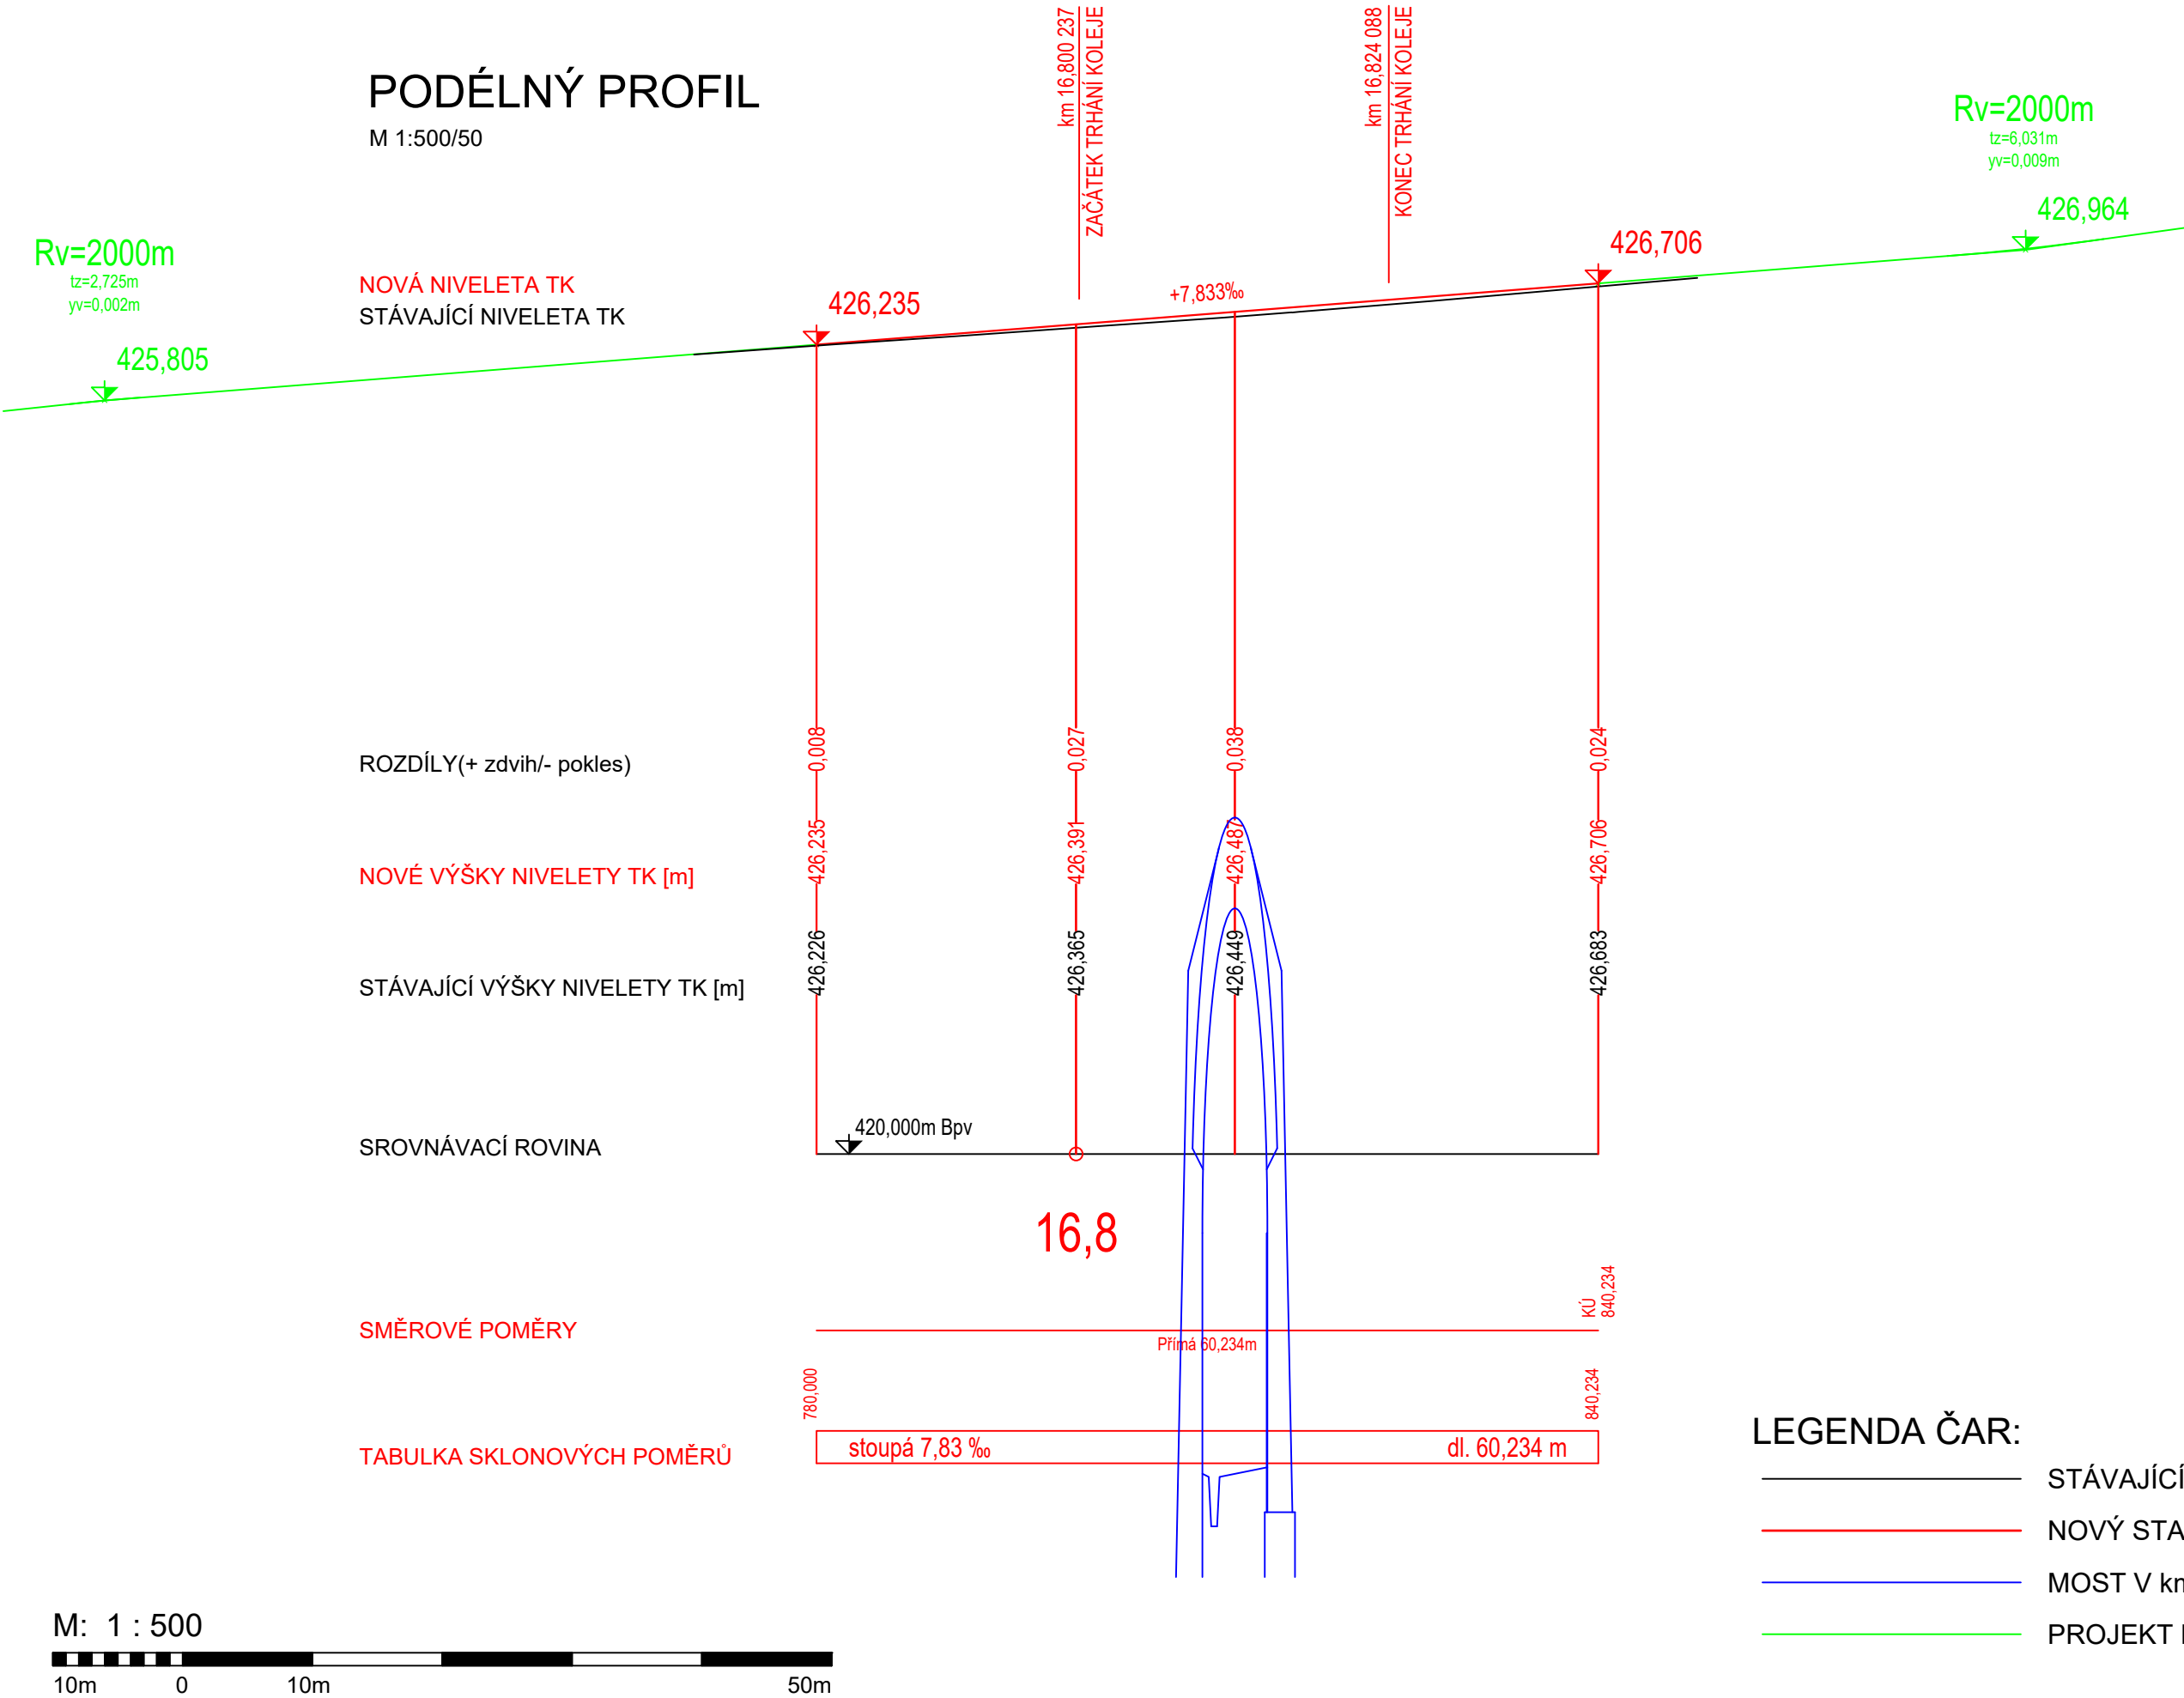 PODÉLNÝ PROFIL
M 1:500/50
km 16,800 237
ZAČÁTEK TRHÁNÍ KOLEJE
km 16,824 088
KONEC TRHÁNÍ KOLEJE
Rv=2000m
tz=6,031m
yv=0,009m
426,964
Rv=2000m
tz=2,725m
yv=0,002m
425,805
NOVÁ NIVELETA TK
STÁVAJÍCÍ NIVELETA TK
426,235
+7,833‰
426,706
ROZDÍLY(+ zdvih/- pokles)
0,008
0,027
0,038
0,024
NOVÉ VÝŠKY NIVELETY TK [m]
426,235
426,391
426,487
426,706
STÁVAJÍCÍ VÝŠKY NIVELETY TK [m]
426,226
426,365
426,449
426,683
SROVNÁVACÍ ROVINA
420,000m Bpv
16,8
SMĚROVÉ POMĚRY
Přímá 60,234m
KÚ
840,234
780,000
840,234
TABULKA SKLONOVÝCH POMĚRŮ
stoupá 7,83 ‰
dl. 60,234 m
LEGENDA ČAR:
STÁVAJÍCÍ
NOVÝ
MOST V
PROJEKT
M: 1 : 500
10m
0
10m
50m